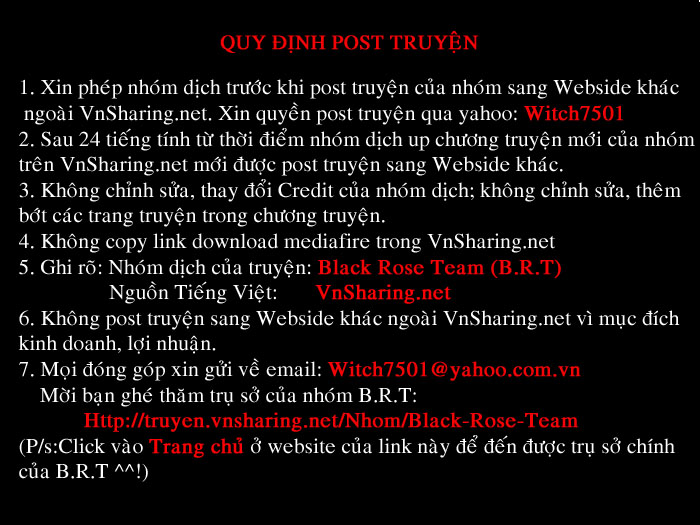 QUY ĐỊNH POST TRUYỆN
1. Xin phép nhóm dịch trước khi post truyện của nhóm sang Webside khác
ngoài VnSharing.net. Xin quyền post truyện qua yahoo: Witch7501
2. Sau 24 tiếng tính từ thời điểm nhóm dịch up chương truyện mới của nhóm
trên VnSharing.net mới được post truyện sang Webside khác.
3. Không chỉnh sửa, thay đổi Credit của nhóm dịch; không chỉnh sửa, thêm
bớt các trang truyện trong chương truyện.
4. Không copy link download mediafire trong VnSharing.net
5. Ghi rõ: Nhóm dịch của truyện: Black Rose Team (B.R.T)
Nguồn Tiếng Việt: VnSharing.net
6. Không post truyện sang Webside khác ngoài VnSharing.net vì mục đích
kinh doanh, lợi nhuận.
7. Mọi đóng góp xin gửi về email: Witch7501@yahoo.com.vn
Mời bạn ghé thăm trụ sở của nhóm B.R.T:
Http://truyen.vnsharing.net/Nhom/Black-Rose-Team
(P/s:Click vào Trang chủ ở website của link này để đến được trụ sở chính
của B.R.T ^^!)